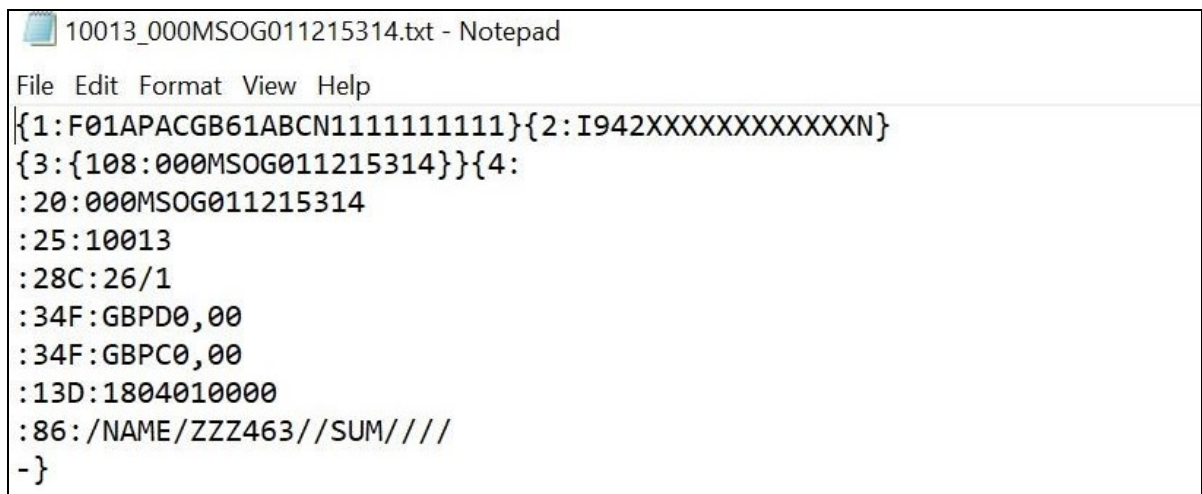 10013_000MSOG011215314.txt - Notepad
File Edit Format View Help
{1:F01APACGB61ABCN1111111111}{2:I942XXXXXXXXXXXXN}
{3:{108:000MSOG011215314}}{4:
:20:000MSOG011215314
:25:10013
:28C:26/1
:34F:GBPD0,00
:34F:GBPC0,00
:13D:1804010000
:86:/NAME/ZZZ463//SUM////
-}